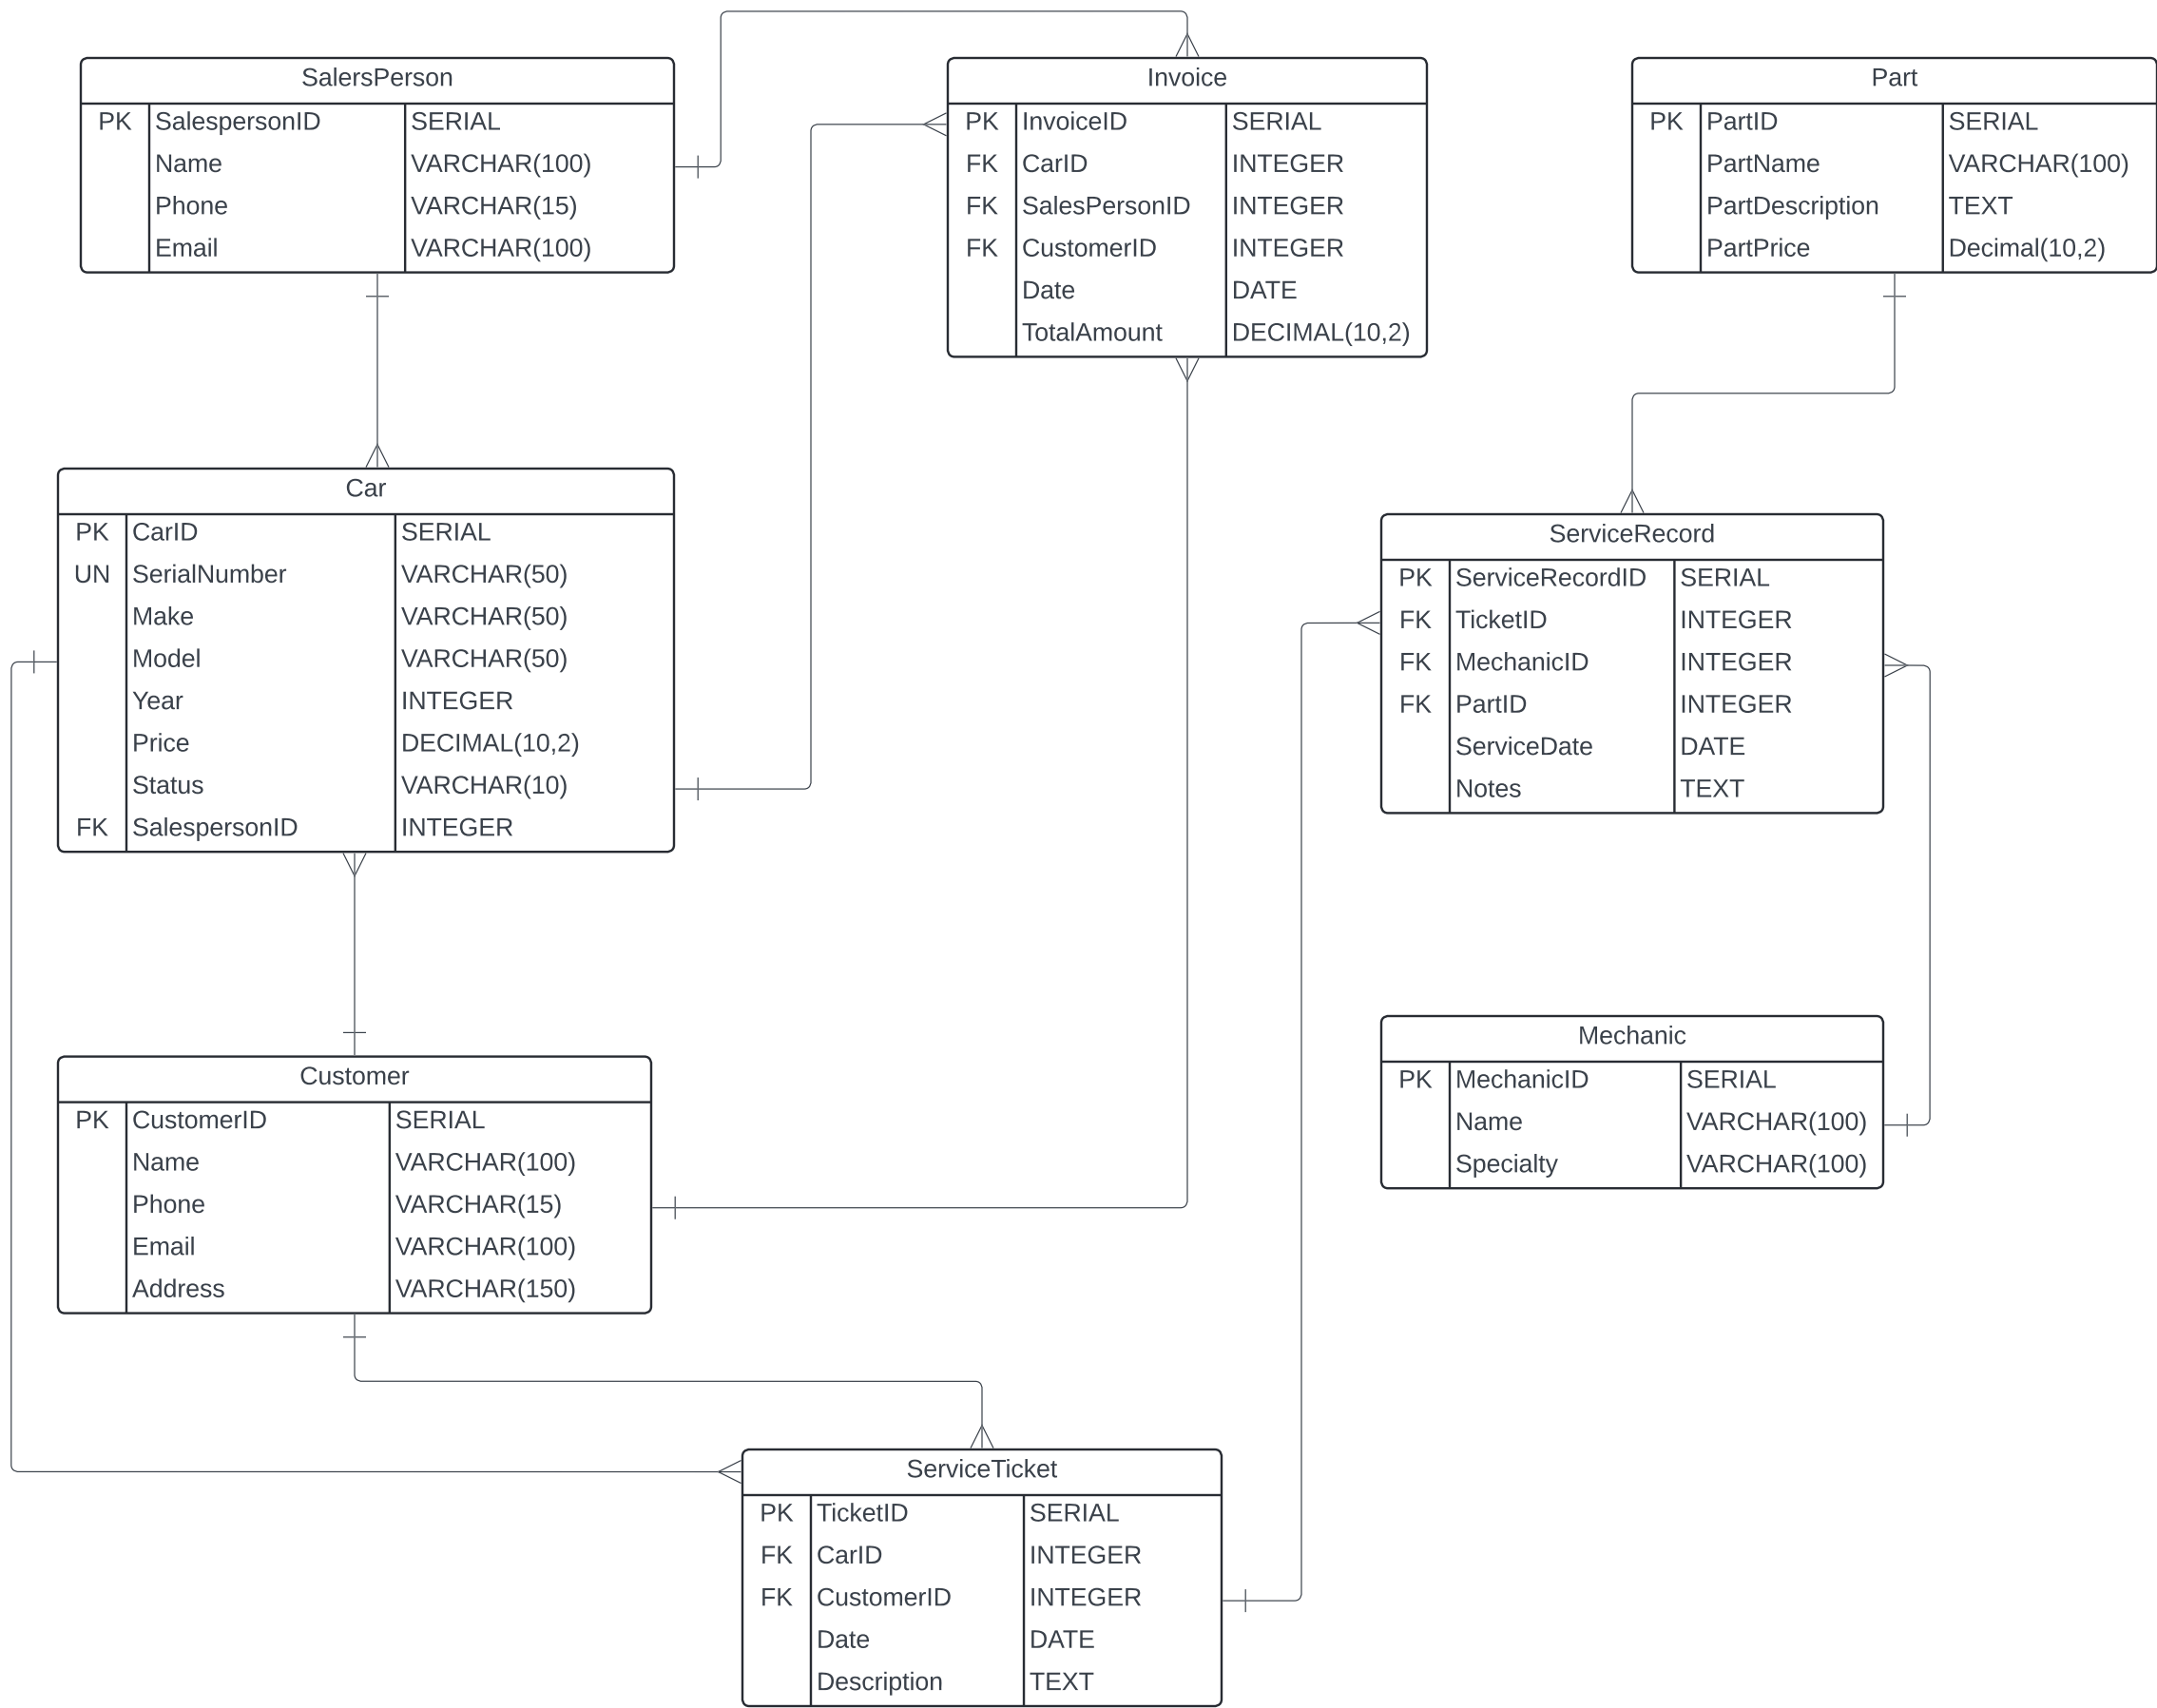 SalersPerson
PK SalespersonID SERIAL
Name VARCHAR(100)
Phone VARCHAR(15)
Email VARCHAR(100)
Invoice
PK InvoiceID SERIAL
FK CarID INTEGER
FK SalesPersonID INTEGER
FK CustomerID INTEGER
Date DATE
TotalAmount DECIMAL(10,2)
Part
PK PartID SERIAL
PartName VARCHAR(100)
PartDescription TEXT
PartPrice Decimal(10,2)
Car
PK CarID SERIAL
UN SerialNumber VARCHAR(50)
Make VARCHAR(50)
Model VARCHAR(50)
Year INTEGER
Price DECIMAL(10,2)
Status VARCHAR(10)
FK SalespersonID INTEGER
ServiceRecord
PK ServiceRecordID SERIAL
FK TicketID INTEGER
FK MechanicID INTEGER
FK PartID INTEGER
ServiceDate DATE
Notes TEXT
Mechanic
PK MechanicID SERIAL
Name VARCHAR(100)
Specialty VARCHAR(100)
Customer
PK CustomerID SERIAL
Name VARCHAR(100)
Phone VARCHAR(15)
Email VARCHAR(100)
Address VARCHAR(150)
ServiceTicket
PK TicketID SERIAL
FK CarID INTEGER
FK CustomerID INTEGER
Date DATE
Description TEXT